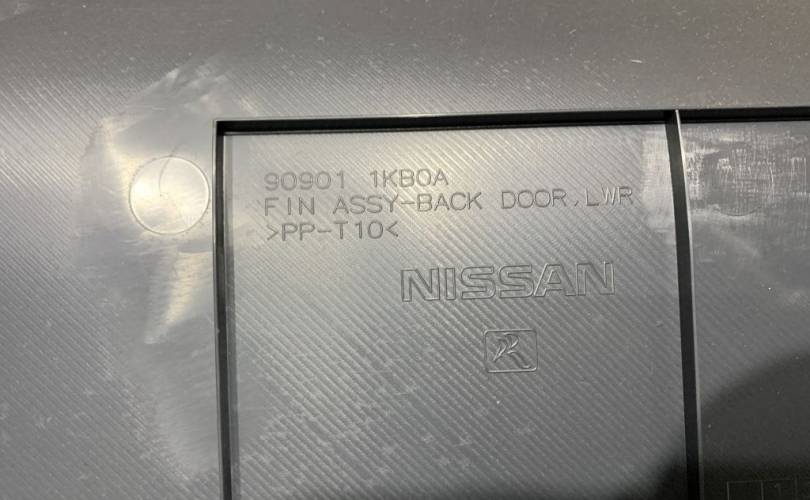 90901 1KB0A
FIN ASSY-BACK DOOR,LWR
>PP-T10<
NISSAN